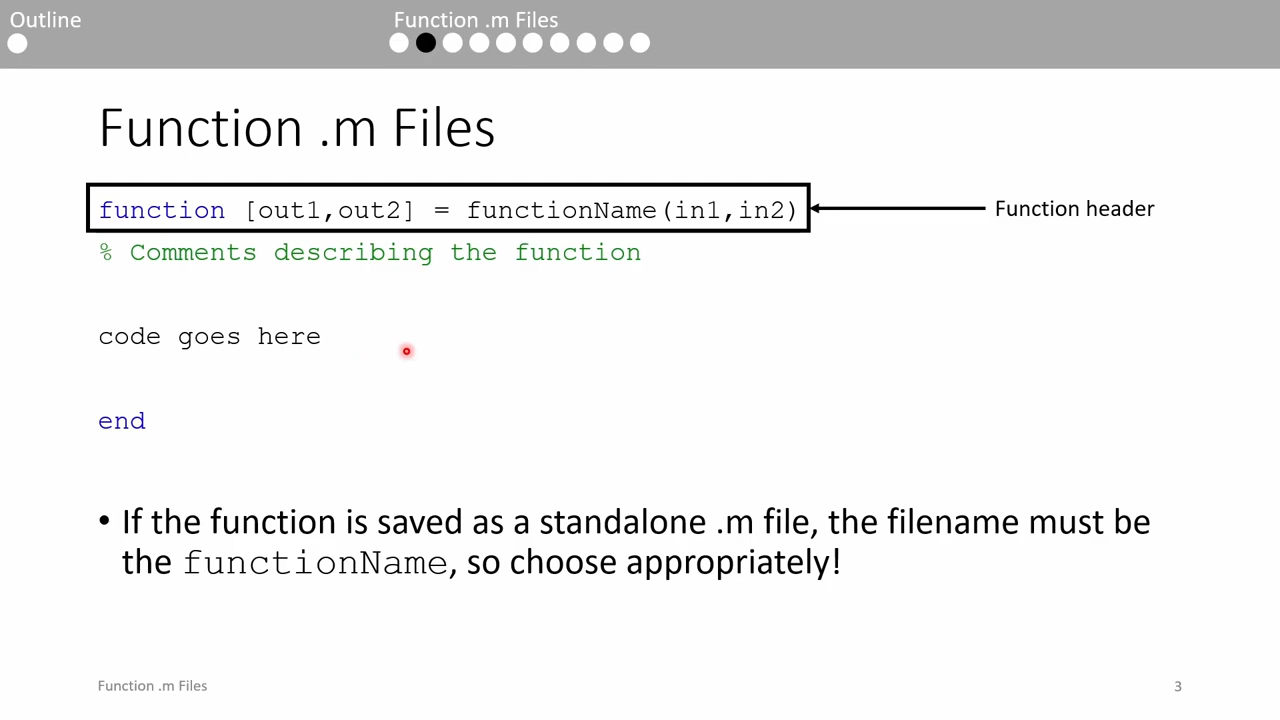 Outline
Function .m Files
Function .m Files
function [out1,out2] = functionName(in1,in2)
Function header
% Comments describing the function
code goes here
end
• If the function is saved as a standalone .m file, the filename must be
the functionName, so choose appropriately!
Function .m Files
3